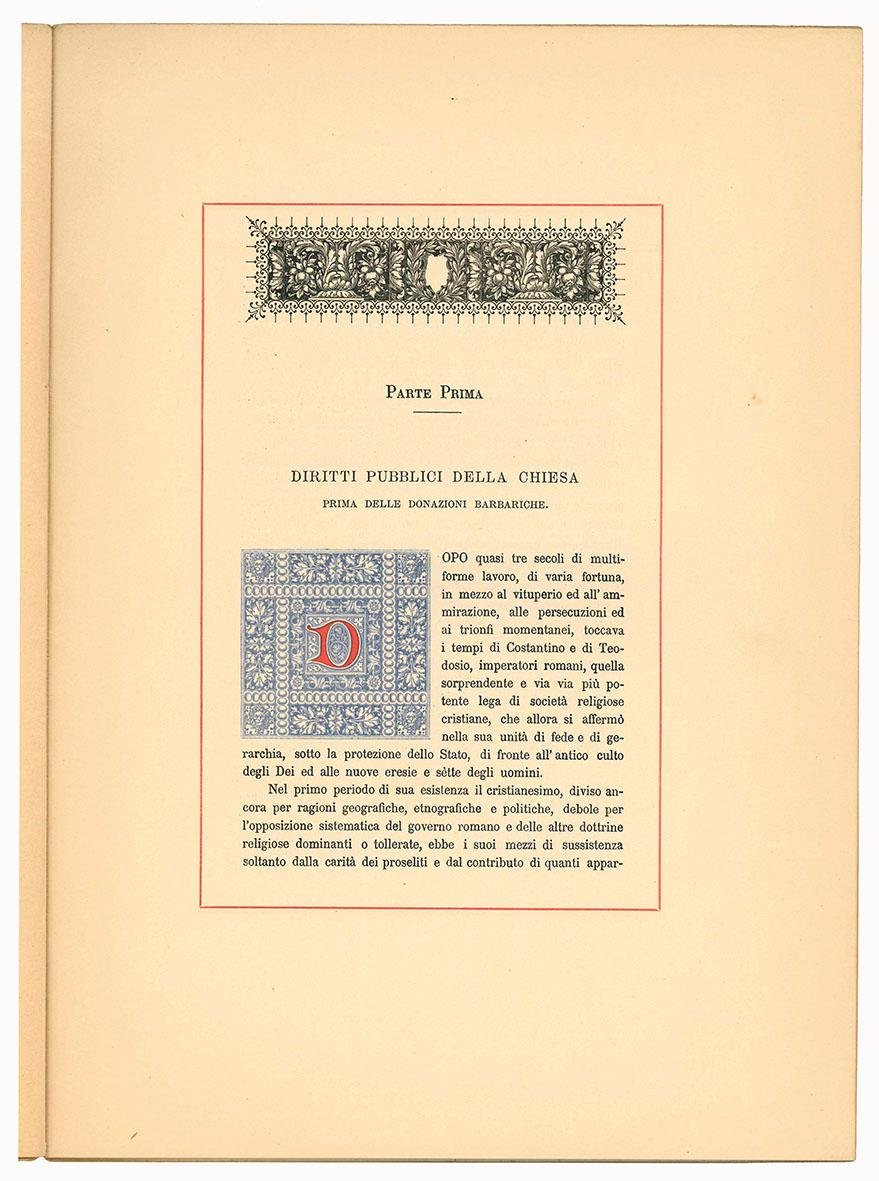 PARTE PRIMA
DIRITTI PUBBLICI DELLA CHIESA
PRIMA DELLE DONAZIONI BARBARICHE.
DOPO quasi tre secoli di multi-
forme lavoro, di varia fortuna,
in mezzo al vituperio ed all' am-
mirazione, alle persecuzioni ed
ai trionfi momentanei, toccava
i tempi di Costantino e di Teo-
dosio, imperatori romani, quella
sorprendente e via via più po-
tente lega di società religiose
cristiane, che allora si affermò
nella sua unità di fede e di ge-
rarchia, sotto la protezione dello Stato, di fronte all' antico culto
degli Dei ed alle nuove eresie e sètte degli uomini.
Nel primo periodo di sua esistenza il cristianesimo, diviso an-
cora per ragioni geografiche, etnografiche e politiche, debole per
l'opposizione sistematica del governo romano e delle altre dottrine
religiose dominanti o tollerate, ebbe i suoi mezzi di sussistenza
soltanto dalla carità dei proseliti e dal contributo di quanti appar-